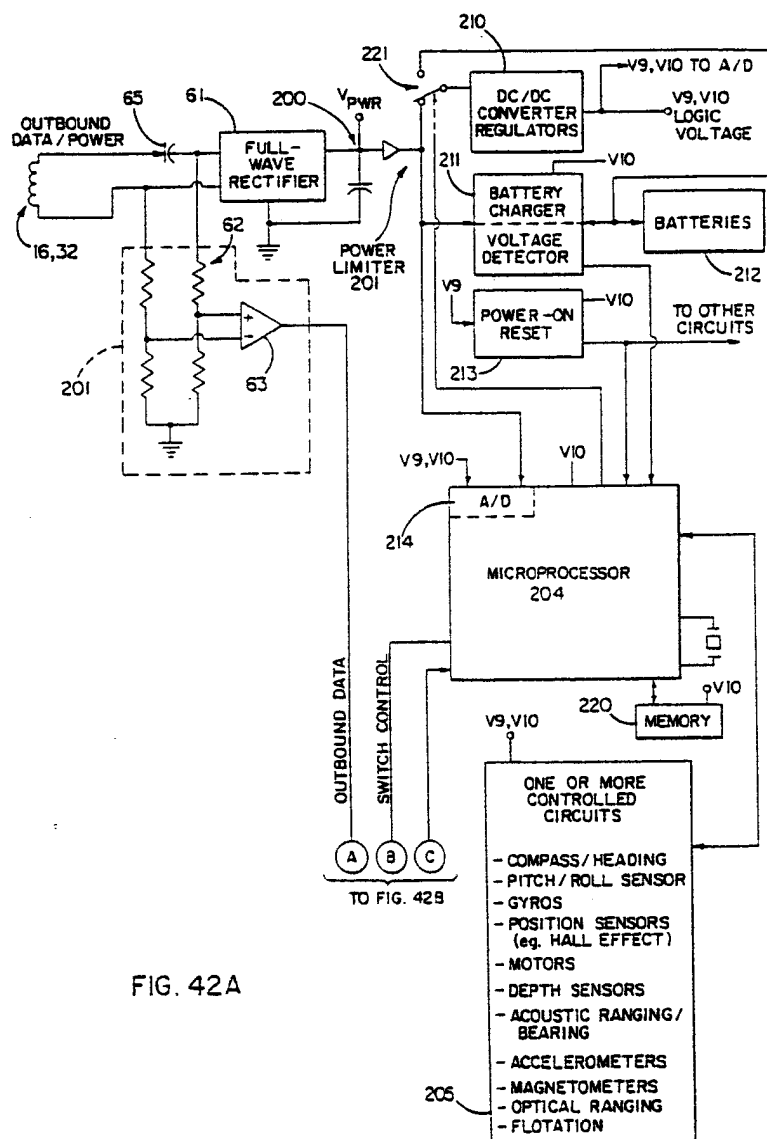 210
221
V9, V10 TO A/D
65
61
200
VPWR
DC/DC
CONVERTER
REGULATORS
V9, V10
LOGIC
VOLTAGE
OUTBOUND
DATA/POWER
FULL-
WAVE
RECTIFIER
211
V10
BATTERY
CHARGER
VOLTAGE
DETECTOR
BATTERIES
212
16,32
62
POWER
LIMITER
201
V9
V10
POWER-ON
RESET
213
TO OTHER
CIRCUITS
+
-
63
201
V9, V10
V10
A/D
214
MICROPROCESSOR
204
OUTBOUND DATA
SWITCH CONTROL
V10
220
MEMORY
V9, V10
A
B
C
TO FIG. 42B
ONE OR MORE
CONTROLLED
CIRCUITS
- COMPASS/HEADING
- PITCH/ROLL SENSOR
- GYROS
- POSITION SENSORS
(eg. HALL EFFECT)
- MOTORS
- DEPTH SENSORS
- ACOUSTIC RANGING/
BEARING
- ACCELEROMETERS
- MAGNETOMETERS
- OPTICAL RANGING
- FLOTATION
205
FIG. 42A